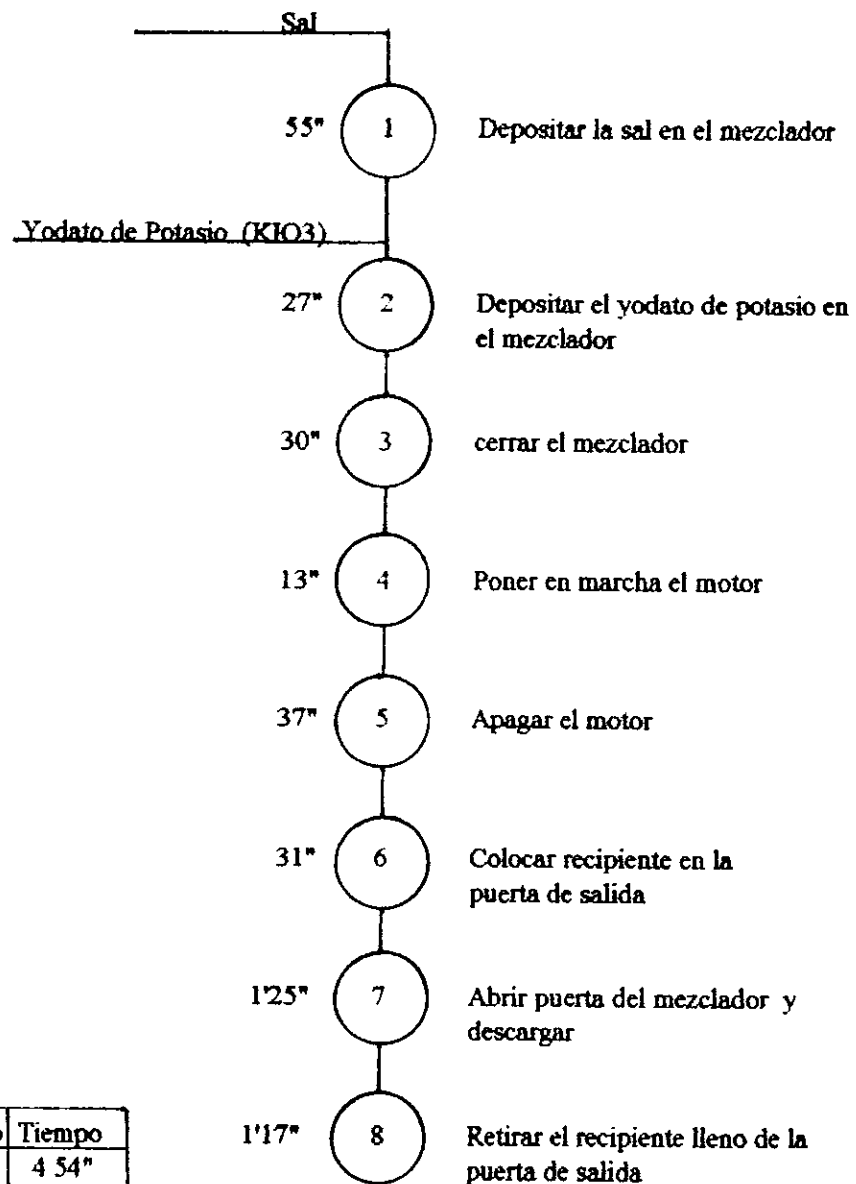 Sal
55" 1 Depositar la sal en el mezclador
Yodato de Potasio (KIO3)
27" 2 Depositar el yodato de potasio en
el mezclador
30" 3 cerrar el mezclador
13" 4 Poner en marcha el motor
37" 5 Apagar el motor
31" 6 Colocar recipiente en la
puerta de salida
1'25" 7 Abrir puerta del mezclador y
descargar
1'17" 8 Retirar el recipiente lleno de la
puerta de salida
Tiempo
4 54"